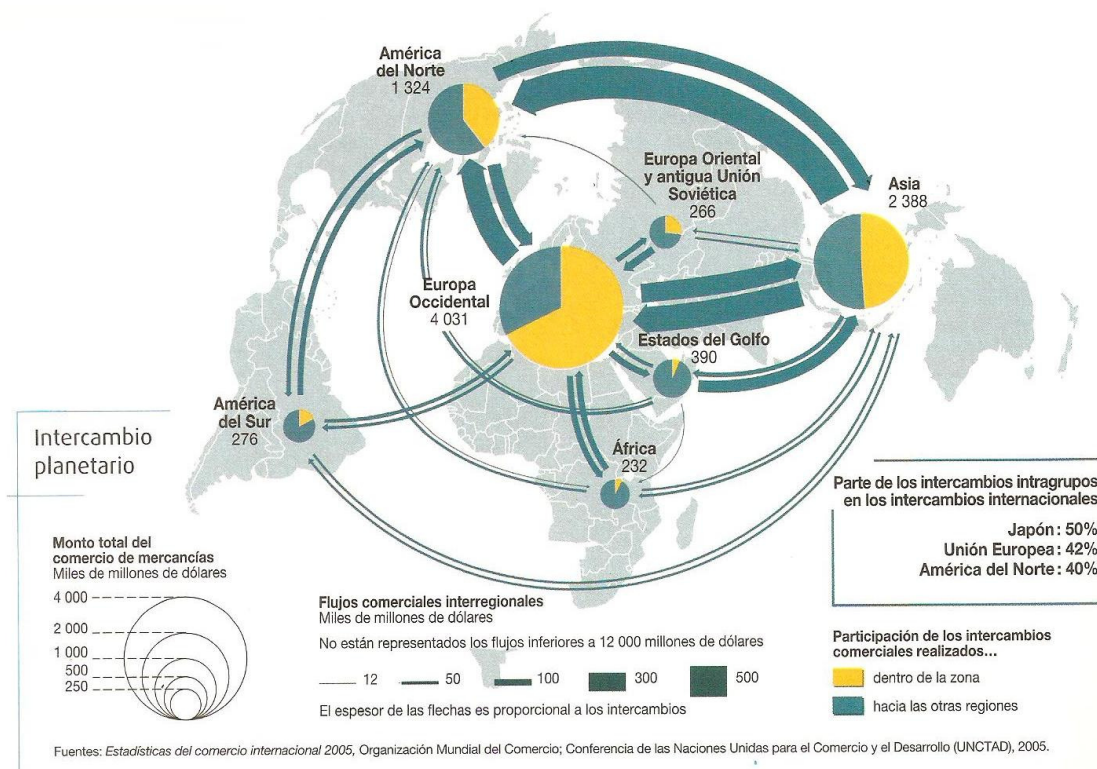 América
del Norte
1 324
Europa Oriental
y antigua Unión
Soviética
266
Asia
2 388
Europa
Occidental
4 031
Estados del Golfo
390
América
del Sur
276
África
232
Intercambio
planetario
Parte de los intercambios intragrupos
en los intercambios internacionales
Japón: 50%
Unión Europea: 42%
América del Norte: 40%
Monto total del
comercio de mercancías
Miles de millones de dólares
4 000
2 000
1 000
500
250
Flujos comerciales interregionales
Miles de millones de dólares
No están representados los flujos inferiores a 12 000 millones de dólares
12 50 100 300 500
El espesor de las flechas es proporcional a los intercambios
Participación de los intercambios
comerciales realizados...
dentro de la zona
hacia las otras regiones
Fuentes: Estadísticas del comercio internacional 2005, Organización Mundial del Comercio; Conferencia de las Naciones Unidas para el Comercio y el Desarrollo (UNCTAD), 2005.